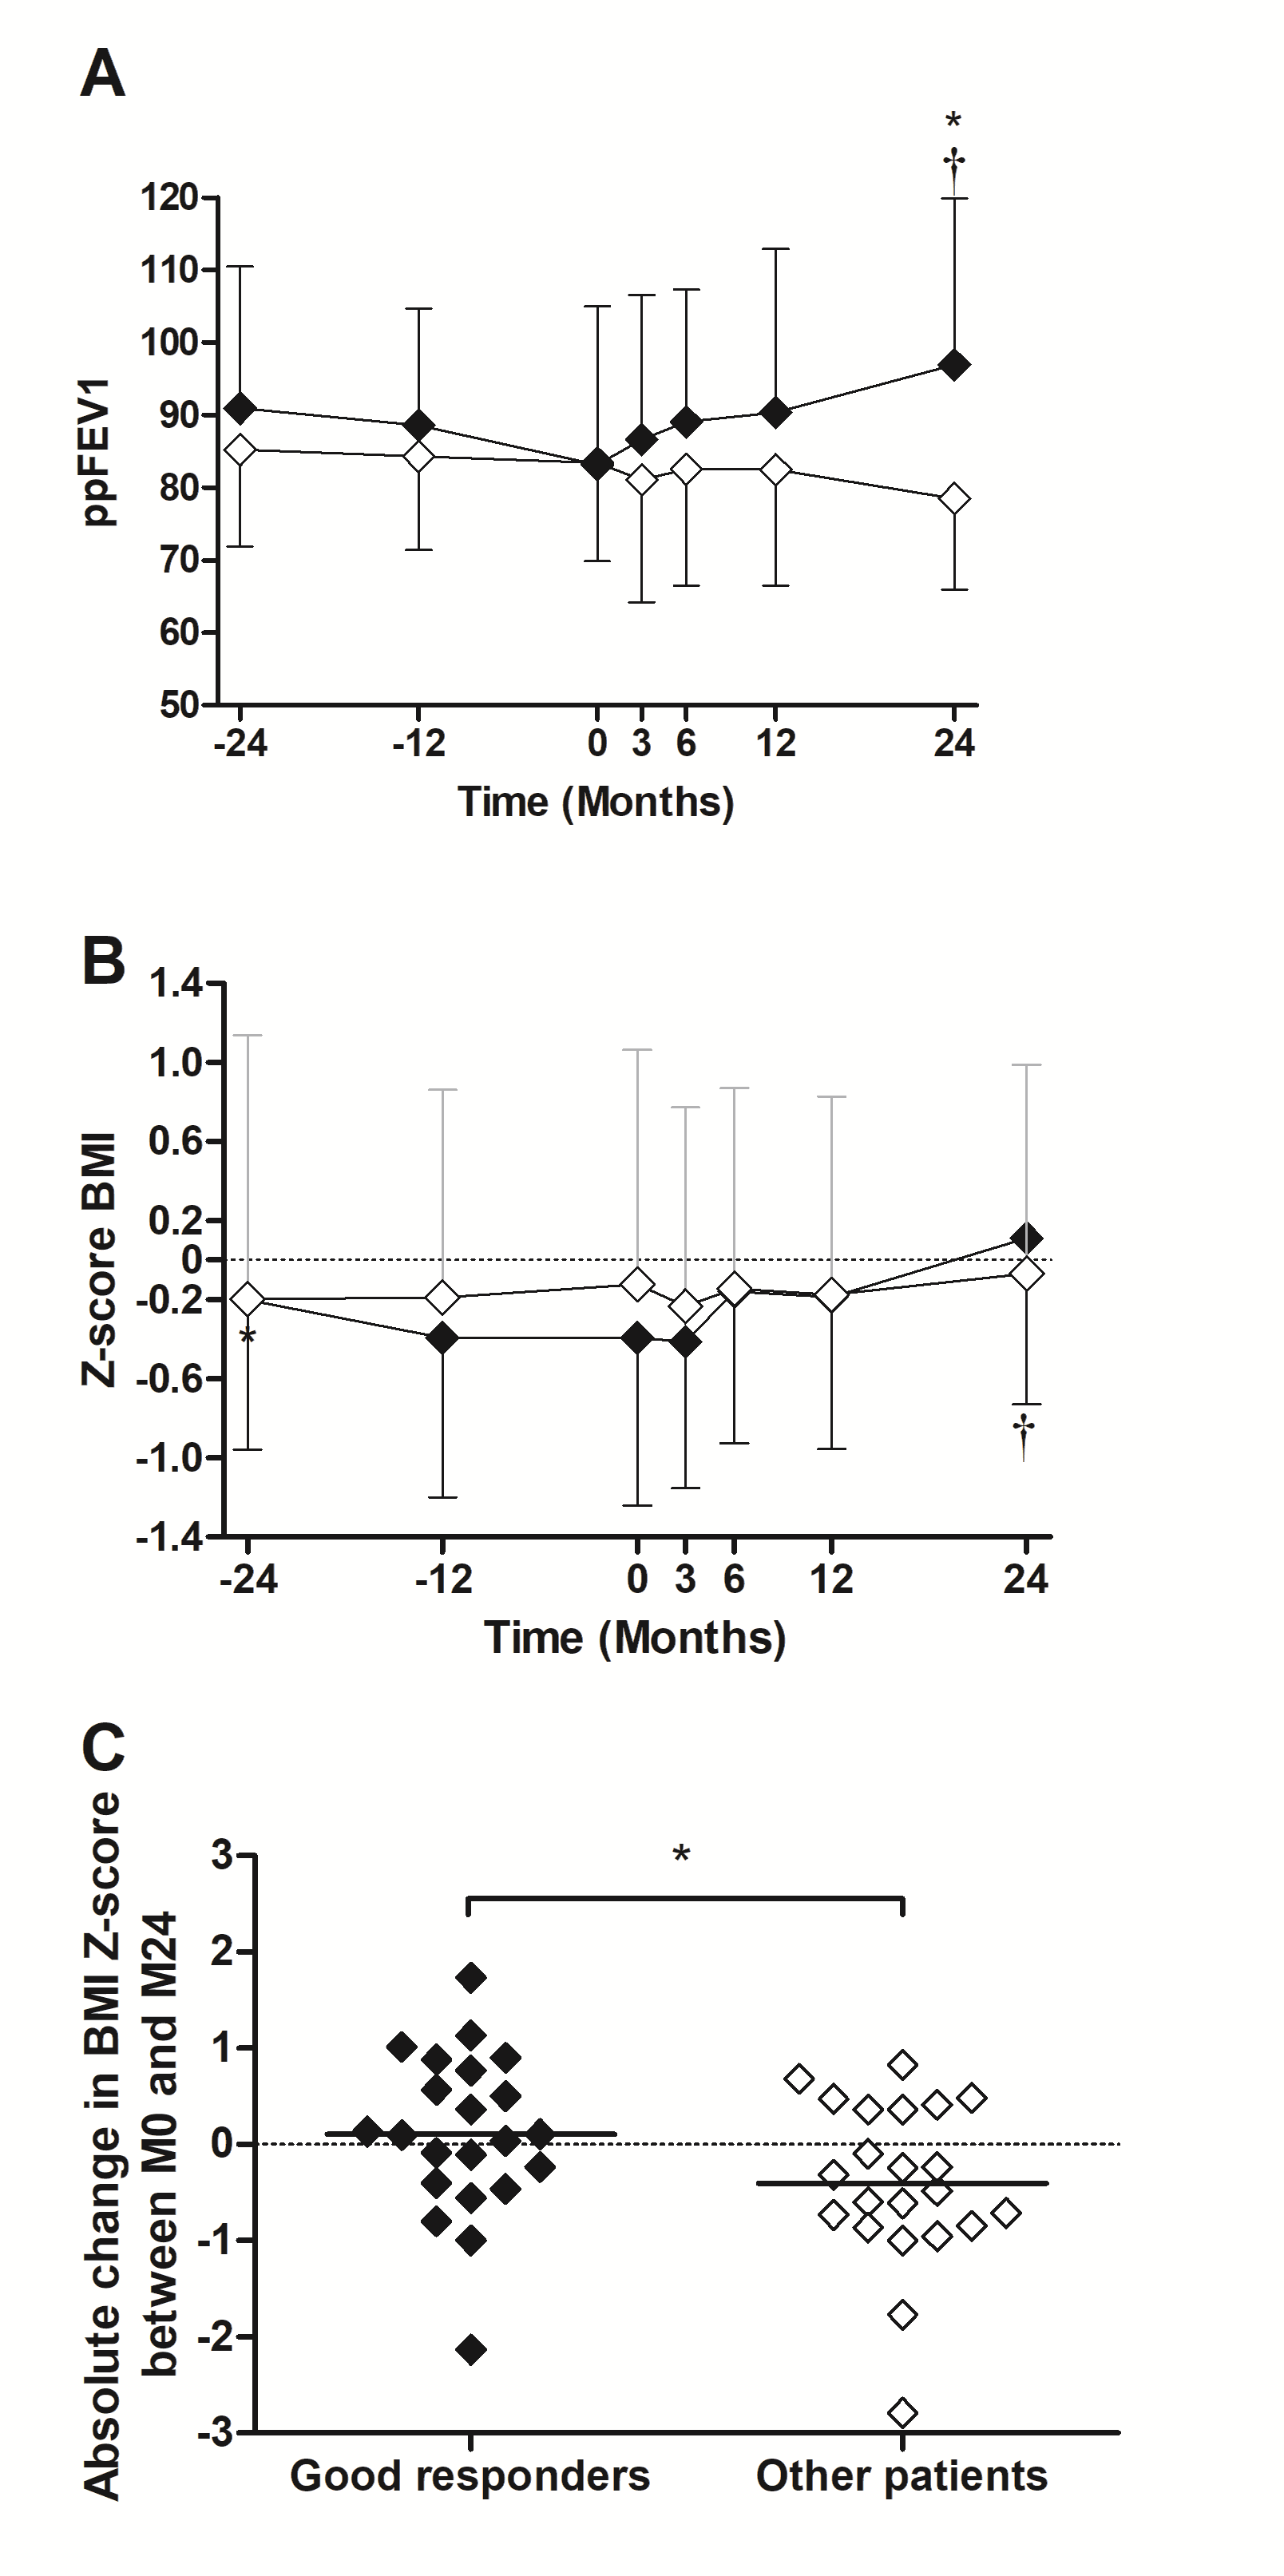 A
*
†
120
110
100
90
80
70
60
50
ppFEV1
-24 -12 0 3 6 12 24
Time (Months)
B
1.4
1.0
0.6
0.2
0
-0.2
-0.6
-1.0
-1.4
Z-score BMI
*
†
-24 -12 0 3 6 12 24
Time (Months)
C
Absolute change in BMI Z-score
between M0 and M24
3
2
1
0
-1
-2
-3
*
Good responders Other patients